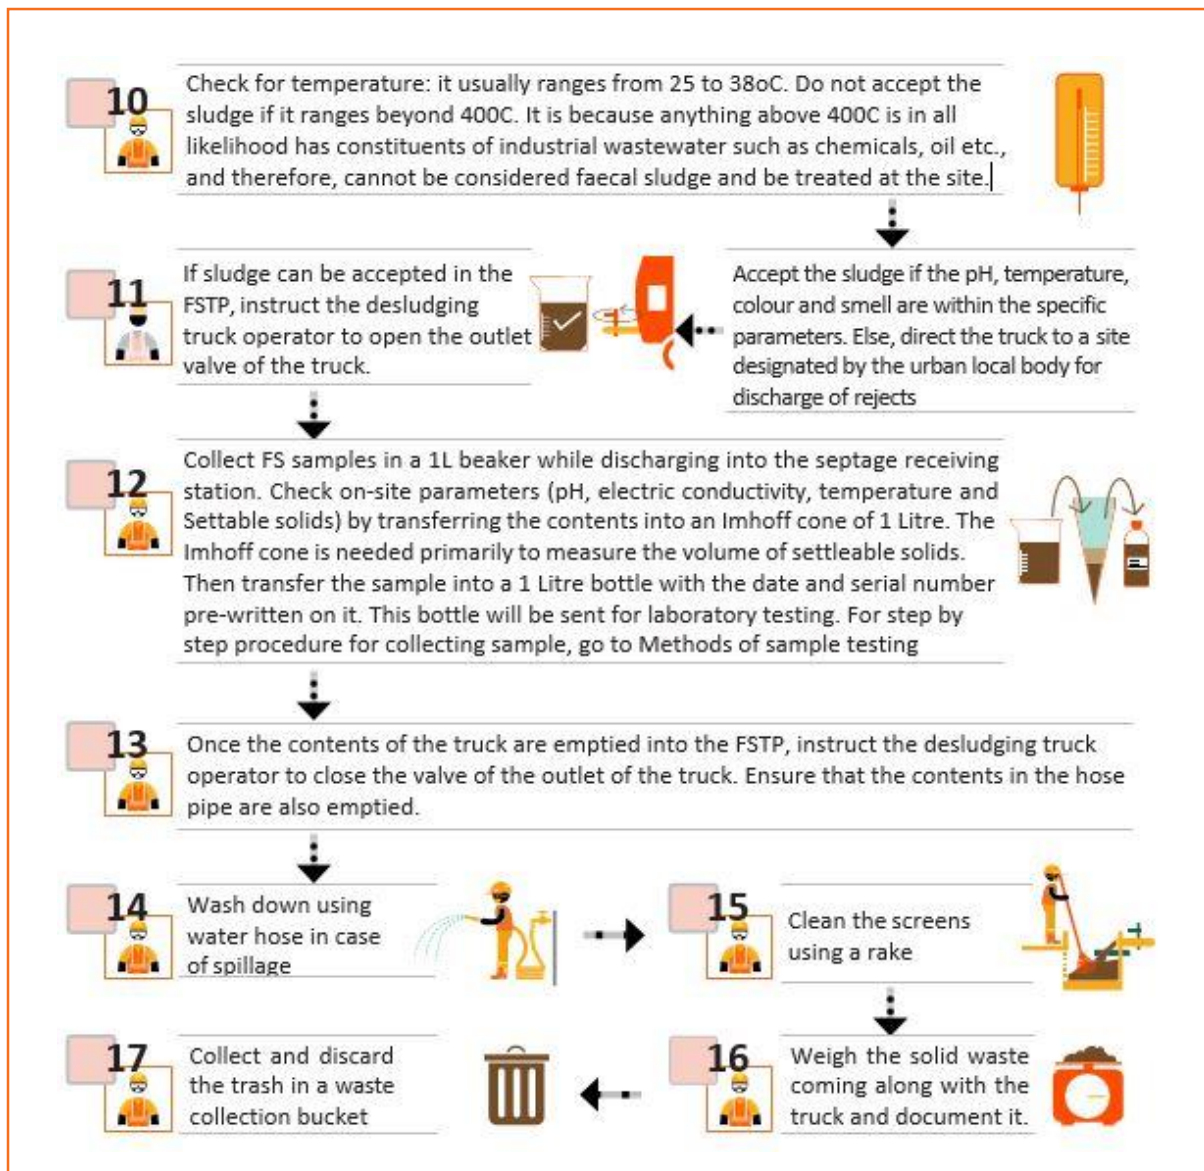 10
Check for temperature: it usually ranges from 25 to 38oC. Do not accept the
sludge if it ranges beyond 400C. It is because anything above 400C is in all
likelihood has constituents of industrial wastewater such as chemicals, oil etc.,
and therefore, cannot be considered faecal sludge and be treated at the site.
Accept the sludge if the pH, temperature,
colour and smell are within the specific
parameters. Else, direct the truck to a site
designated by the urban local body for
discharge of rejects
11
If sludge can be accepted in the
FSTP, instruct the desludging
truck operator to open the outlet
valve of the truck.
12
Collect FS samples in a 1L beaker while discharging into the septage receiving
station. Check on-site parameters (pH, electric conductivity, temperature and
Settable solids) by transferring the contents into an Imhoff cone of 1 Litre. The
Imhoff cone is needed primarily to measure the volume of settleable solids.
Then transfer the sample into a 1 Litre bottle with the date and serial number
pre-written on it. This bottle will be sent for laboratory testing. For step by
step procedure for collecting sample, go to Methods of sample testing
13
Once the contents of the truck are emptied into the FSTP, instruct the desludging truck
operator to close the valve of the outlet of the truck. Ensure that the contents in the hose
pipe are also emptied.
14
Wash down using
water hose in case
of spillage
15
Clean the screens
using a rake
16
Weigh the solid waste
coming along with the
truck and document it.
17
Collect and discard
the trash in a waste
collection bucket